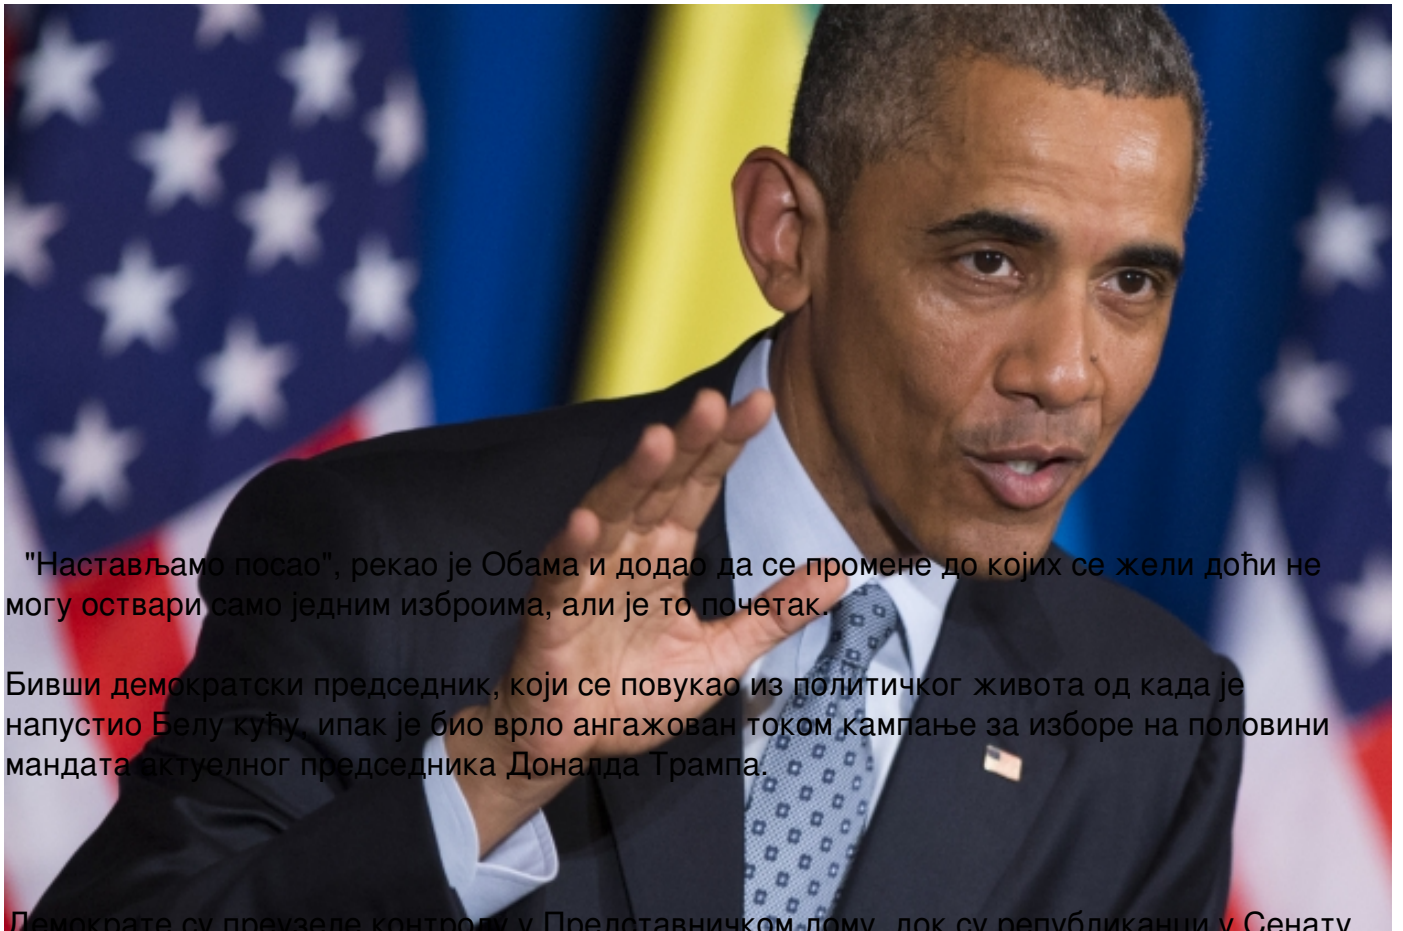 "Настављамо посао", рекао је Обама и додао да се промене до којих се жели доћи не
могу оствари само једним изброима, али је то почетак.
Бивши демократски председник, који се повукао из политичког живота од када је
напустио Белу кућу, ипак је био врло ангажован током кампање за изборе на половини
мандата актуелног председника Доналда Трампа.
Демократе су преузеле контролу у Представничком дому, док су републиканци у Сенату